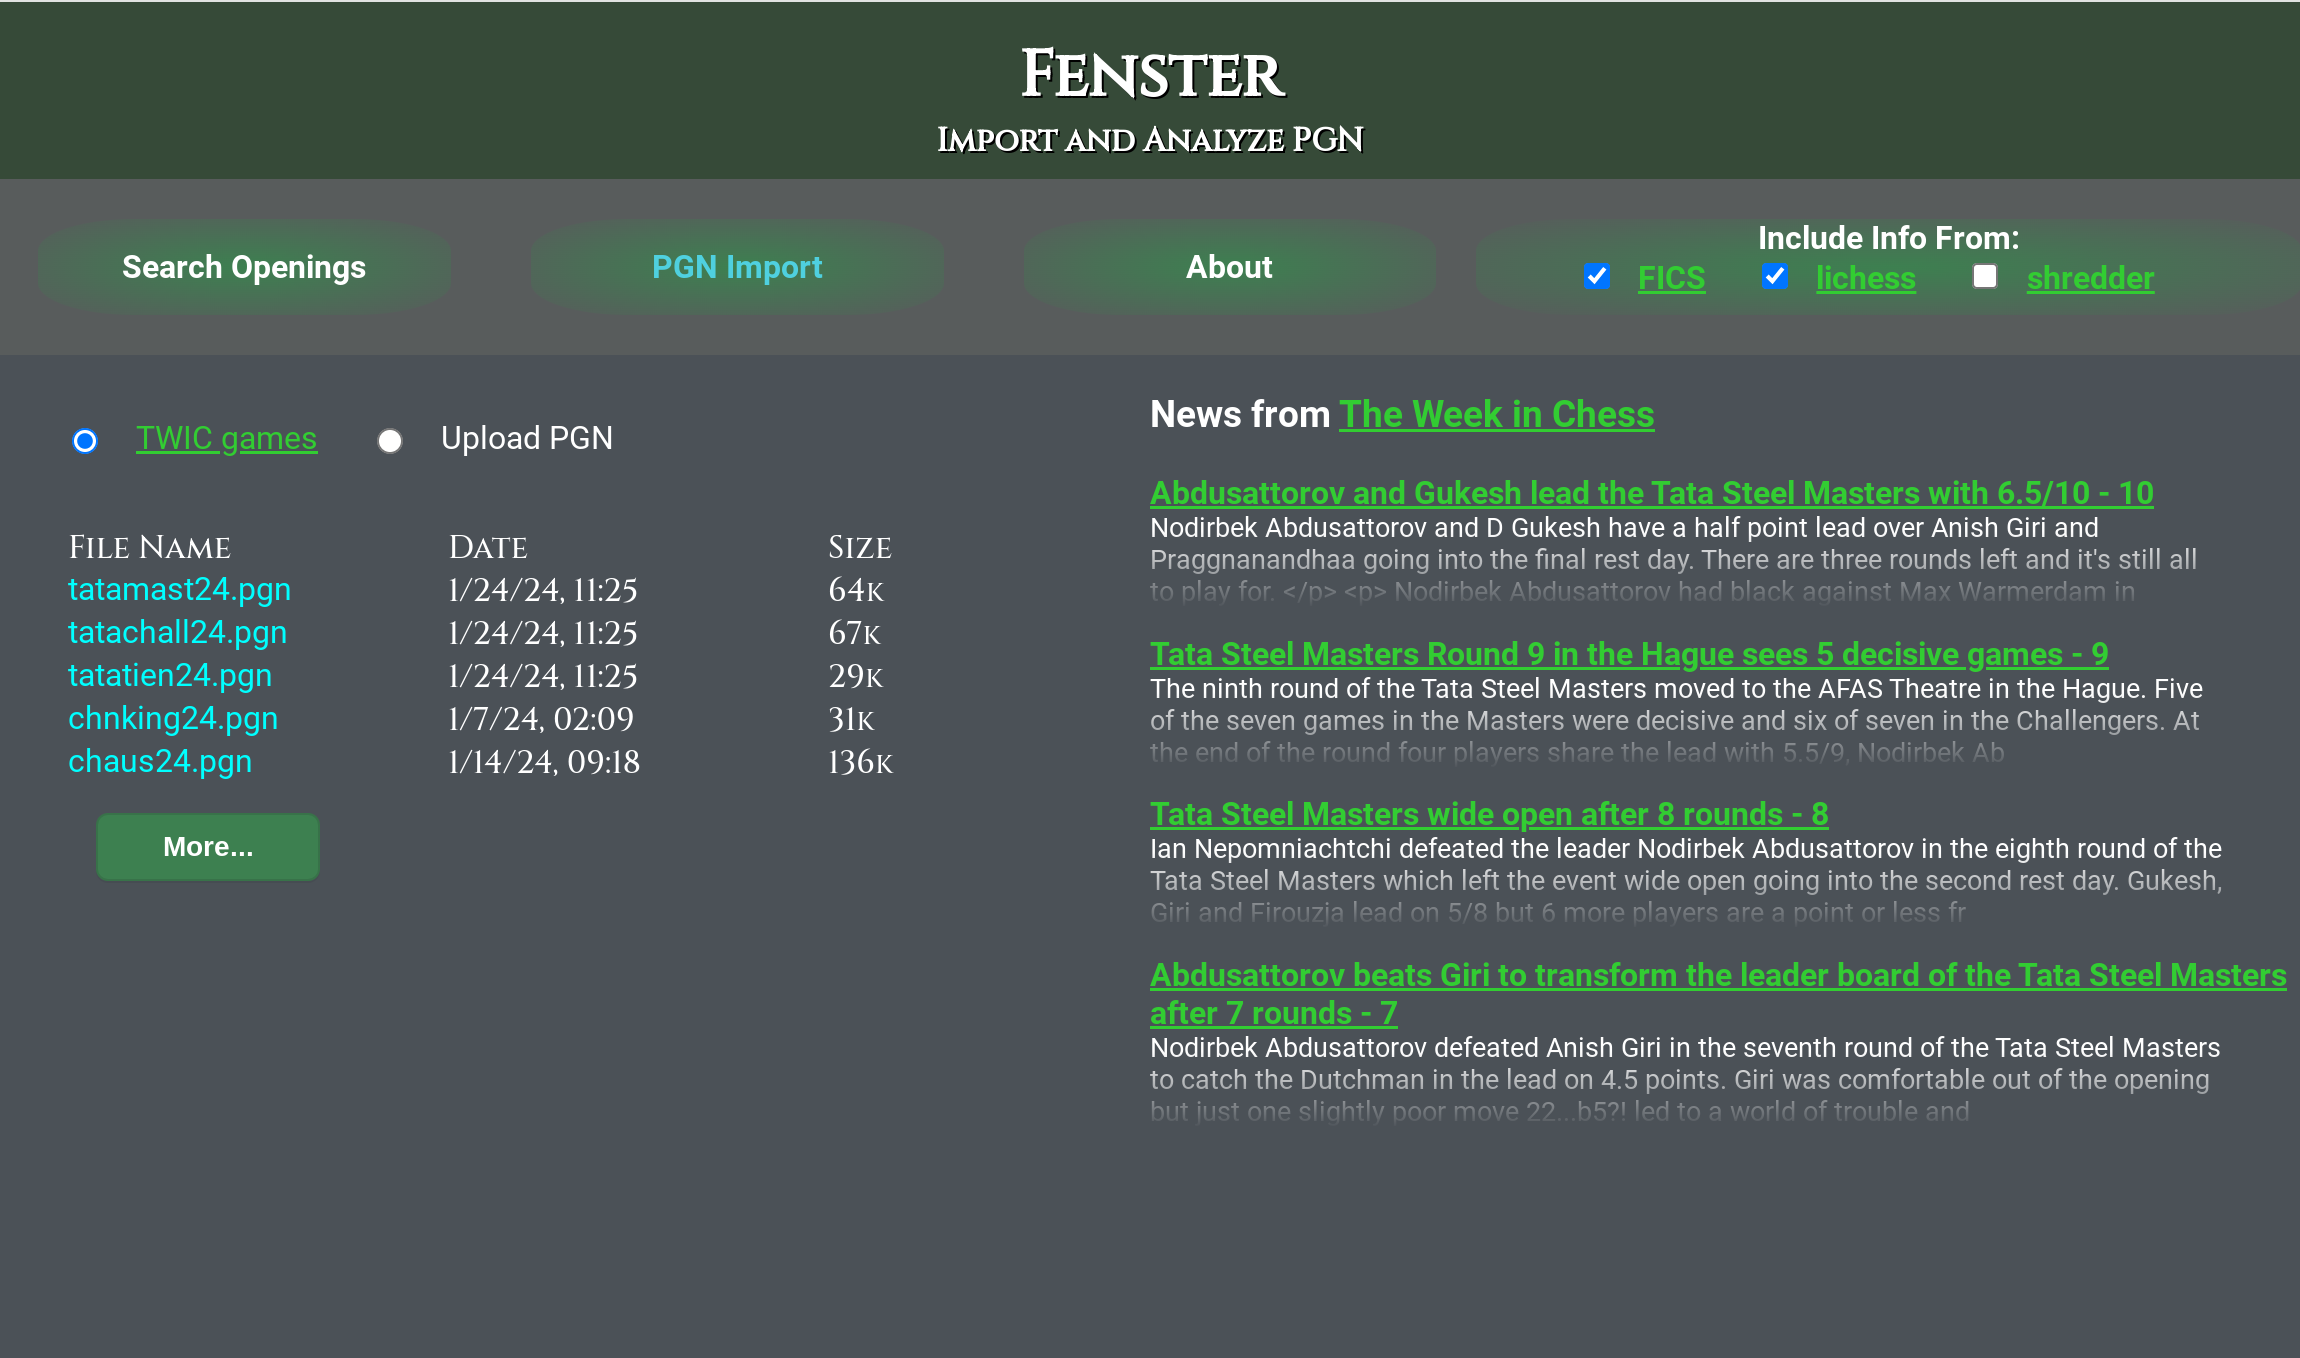 Fenster
Import and Analyze PGN
Search Openings
PGN Import
About
Include Info From:
FICS lichess shredder
TWIC games Upload PGN
File Name Date Size
tatamast24.pgn 1/24/24, 11:25 64k
tatachall24.pgn 1/24/24, 11:25 67k
tatatien24.pgn 1/24/24, 11:25 29k
chnking24.pgn 1/7/24, 02:09 31k
chaus24.pgn 1/14/24, 09:18 136k
More...
News from The Week in Chess
Abdusattorov and Gukesh lead the Tata Steel Masters with 6.5/10 - 10
Nodirbek Abdusattorov and D Gukesh have a half point lead over Anish Giri and
Praggnanandhaa going into the final rest day. There are three rounds left and it's still all
to play for. </p> <p> Nodirbek Abdusattorov had black against Max Warmerdam in
Tata Steel Masters Round 9 in the Hague sees 5 decisive games - 9
The ninth round of the Tata Steel Masters moved to the AFAS Theatre in the Hague. Five
of the seven games in the Masters were decisive and six of seven in the Challengers. At
the end of the round four players share the lead with 5.5/9, Nodirbek Ab
Tata Steel Masters wide open after 8 rounds - 8
Ian Nepomniachtchi defeated the leader Nodirbek Abdusattorov in the eighth round of the
Tata Steel Masters which left the event wide open going into the second rest day. Gukesh,
Giri and Firouzja lead on 5/8 but 6 more players are a point or less fr
Abdusattorov beats Giri to transform the leader board of the Tata Steel Masters
after 7 rounds - 7
Nodirbek Abdusattorov defeated Anish Giri in the seventh round of the Tata Steel Masters
to catch the Dutchman in the lead on 4.5 points. Giri was comfortable out of the opening
but just one slightly poor move 22...b5?! led to a world of trouble and